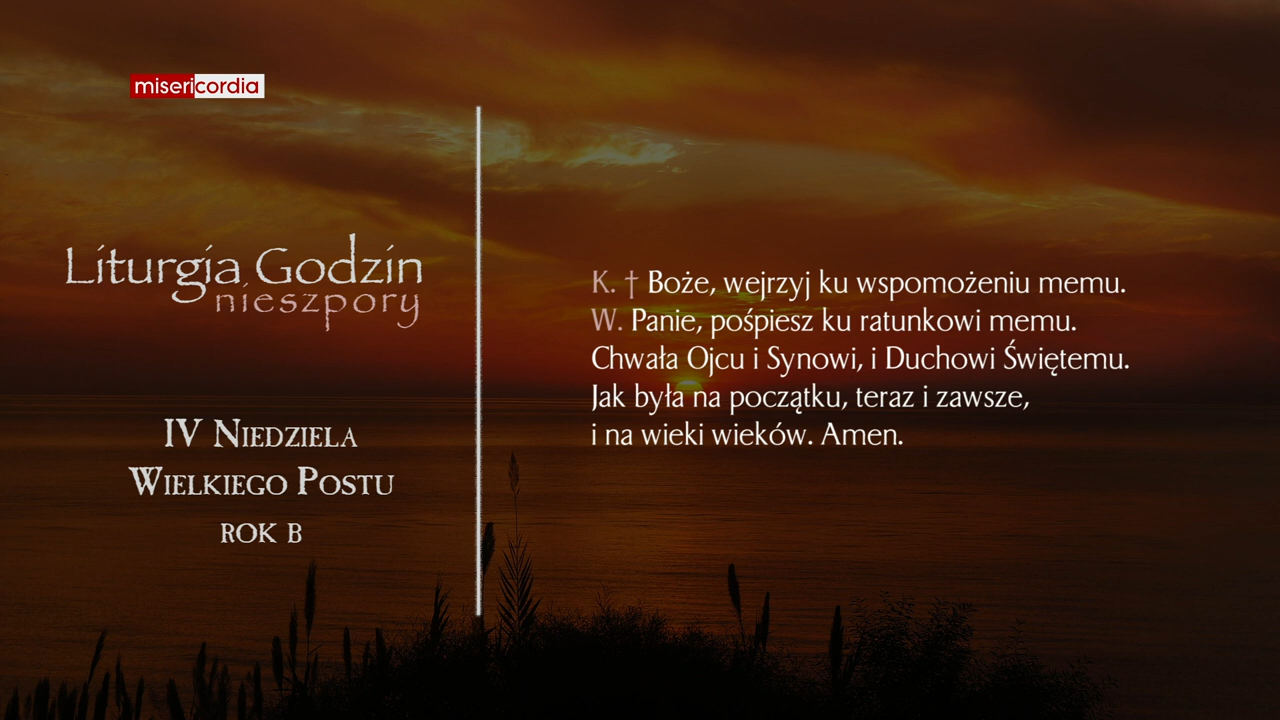 misericordia
Liturgia Godzin
nieszpory
IV Niedziela
Wielkiego Postu
rok B
K. † Boże, wejrzyj ku wspomożeniu memu.
W. Panie, pośpiesz ku ratunkowi memu.
Chwała Ojcu i Synowi, i Duchowi Świętemu.
Jak była na początku, teraz i zawsze,
i na wieki wieków. Amen.